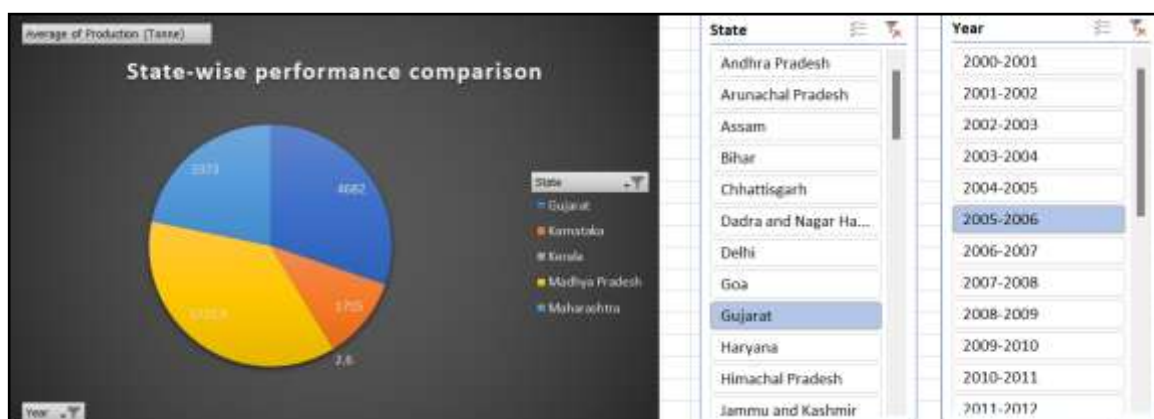 Average of Production (Tanne)
State-wise performance comparison
4682
1715
2.6
State
Gujarat
Karnataka
Kerala
Madhya Pradesh
Maharashtra
Year
State
Andhra Pradesh
Arunachal Pradesh
Assam
Bihar
Chhattisgarh
Dadra and Nagar Ha...
Delhi
Goa
Gujarat
Haryana
Himachal Pradesh
Jammu and Kashmir
Year
2000-2001
2001-2002
2002-2003
2003-2004
2004-2005
2005-2006
2006-2007
2007-2008
2008-2009
2009-2010
2010-2011
2011-2012